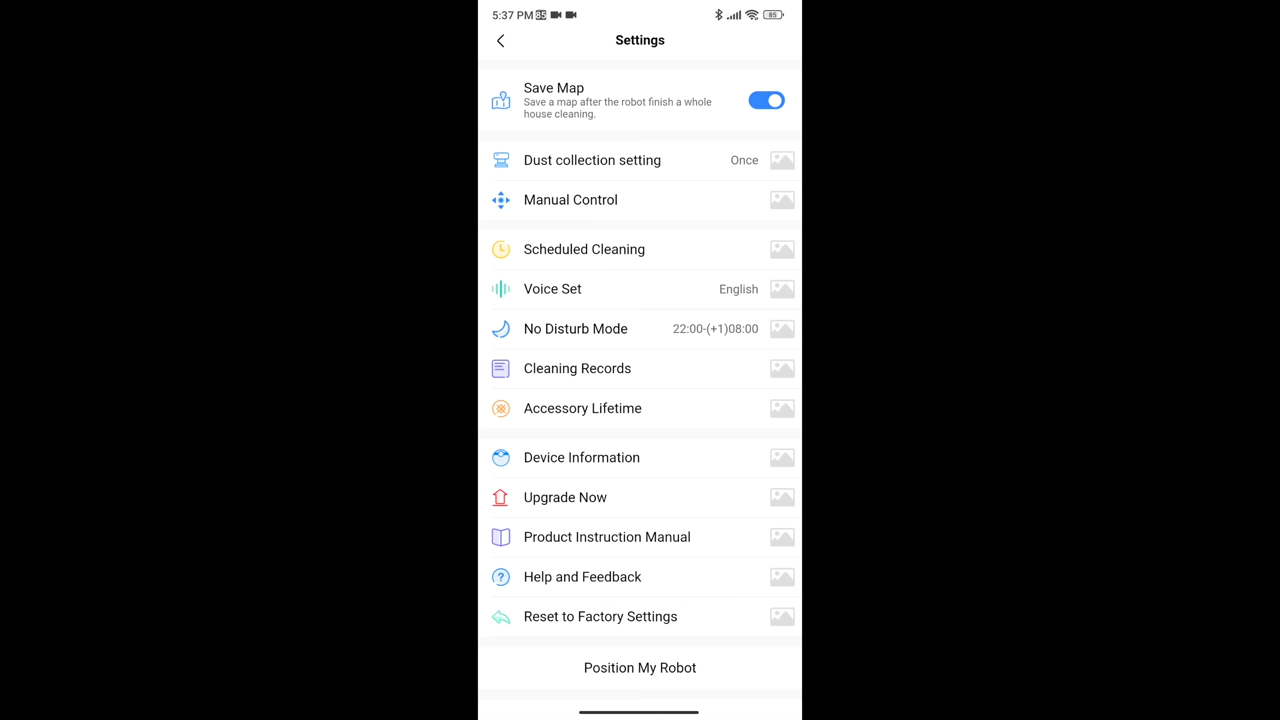 5:37 PM 85 85
Settings
Save Map
Save a map after the robot finish a whole
house cleaning.
Dust collection setting Once
Manual Control
Scheduled Cleaning
Voice Set English
No Disturb Mode 22:00-(+1)08:00
Cleaning Records
Accessory Lifetime
Device Information
Upgrade Now
Product Instruction Manual
? Help and Feedback
Reset to Factory Settings
Position My Robot